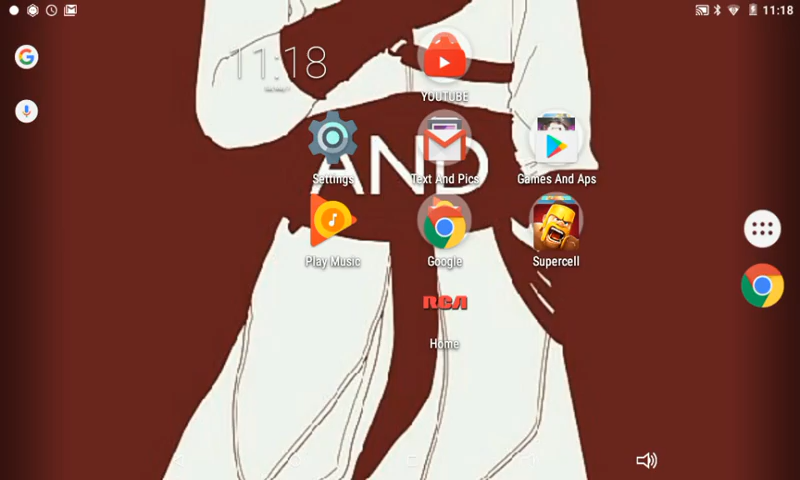 11:18
11:18
YOUTUBE
AND
Settings
Text And Pics
Games And Aps
Play Music
Google
Supercell
RCA
Home